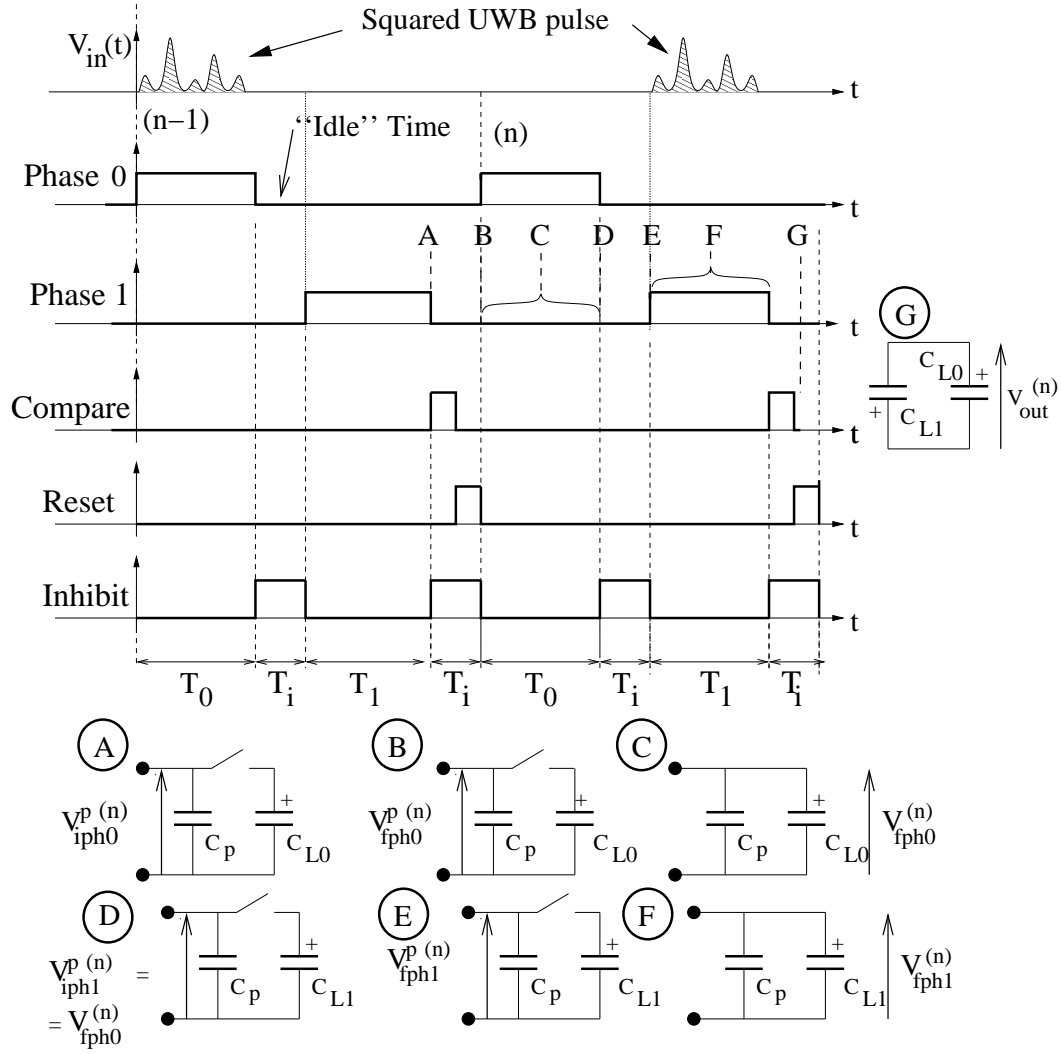 Squared UWB pulse
V_in(t)
t
(n−1)
‘‘Idle’’ Time
(n)
Phase 0
t
A B C D E F G
Phase 1
t
G
C_L0
+
+
C_L1
V_out^(n)
Compare
t
Reset
t
Inhibit
t
T_0 T_i T_1 T_i T_0 T_i T_1 T_i
A
V_iph0^p (n)
C_p
+
C_L0
B
V_fph0^p (n)
C_p
+
C_L0
C
C_p
+
C_L0
V_fph0^(n)
D
V_iph1^p (n) =
= V_fph0^(n)
C_p
+
C_L1
E
V_fph1^p (n)
C_p
+
C_L1
F
C_p
+
C_L1
V_fph1^(n)